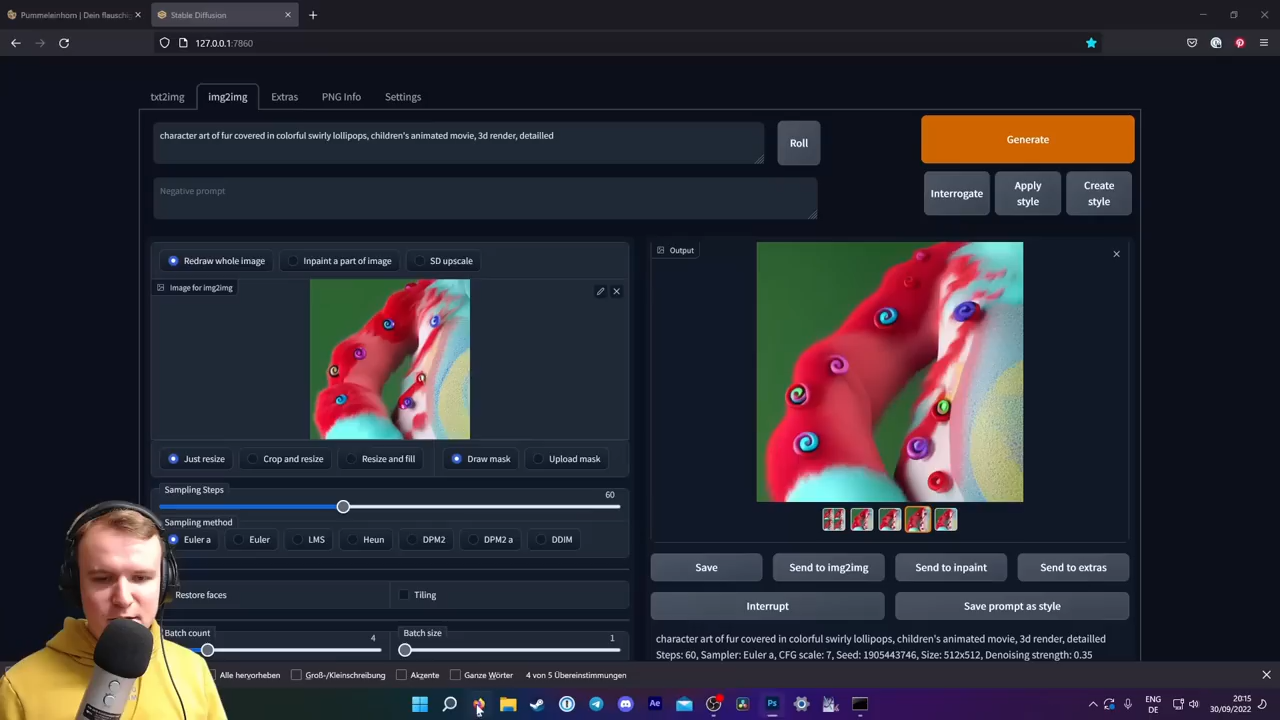 Pummeleinhorn | Dein flauschig
Stable Diffusion
127.0.0.1:7860
txt2img
img2img
Extras
PNG Info
Settings
character art of fur covered in colorful swirly lollipops, children's animated movie, 3d render, detailled
Roll
Generate
Negative prompt
Interrogate
Apply style
Create style
Redraw whole image
Inpaint a part of image
SD upscale
Image for img2img
Output
Just resize
Crop and resize
Resize and fill
Draw mask
Upload mask
Sampling Steps
60
Sampling method
Euler a
Euler
LMS
Heun
DPM2
DPM2 a
DDIM
Restore faces
Tiling
Batch count
4
Batch size
1
Save
Send to img2img
Send to inpaint
Send to extras
Interrupt
Save prompt as style
character art of fur covered in colorful swirly lollipops, children's animated movie, 3d render, detailled
Steps: 60, Sampler: Euler a, CFG scale: 7, Seed: 1905443746, Size: 512x512, Denoising strength: 0.35
Alle hervorheben
Groß-/Kleinschreibung
Akzente
Ganze Wörter
4 von 5 Übereinstimmungen
Ae
Ps
ENG
DE
20:15
30/09/2022